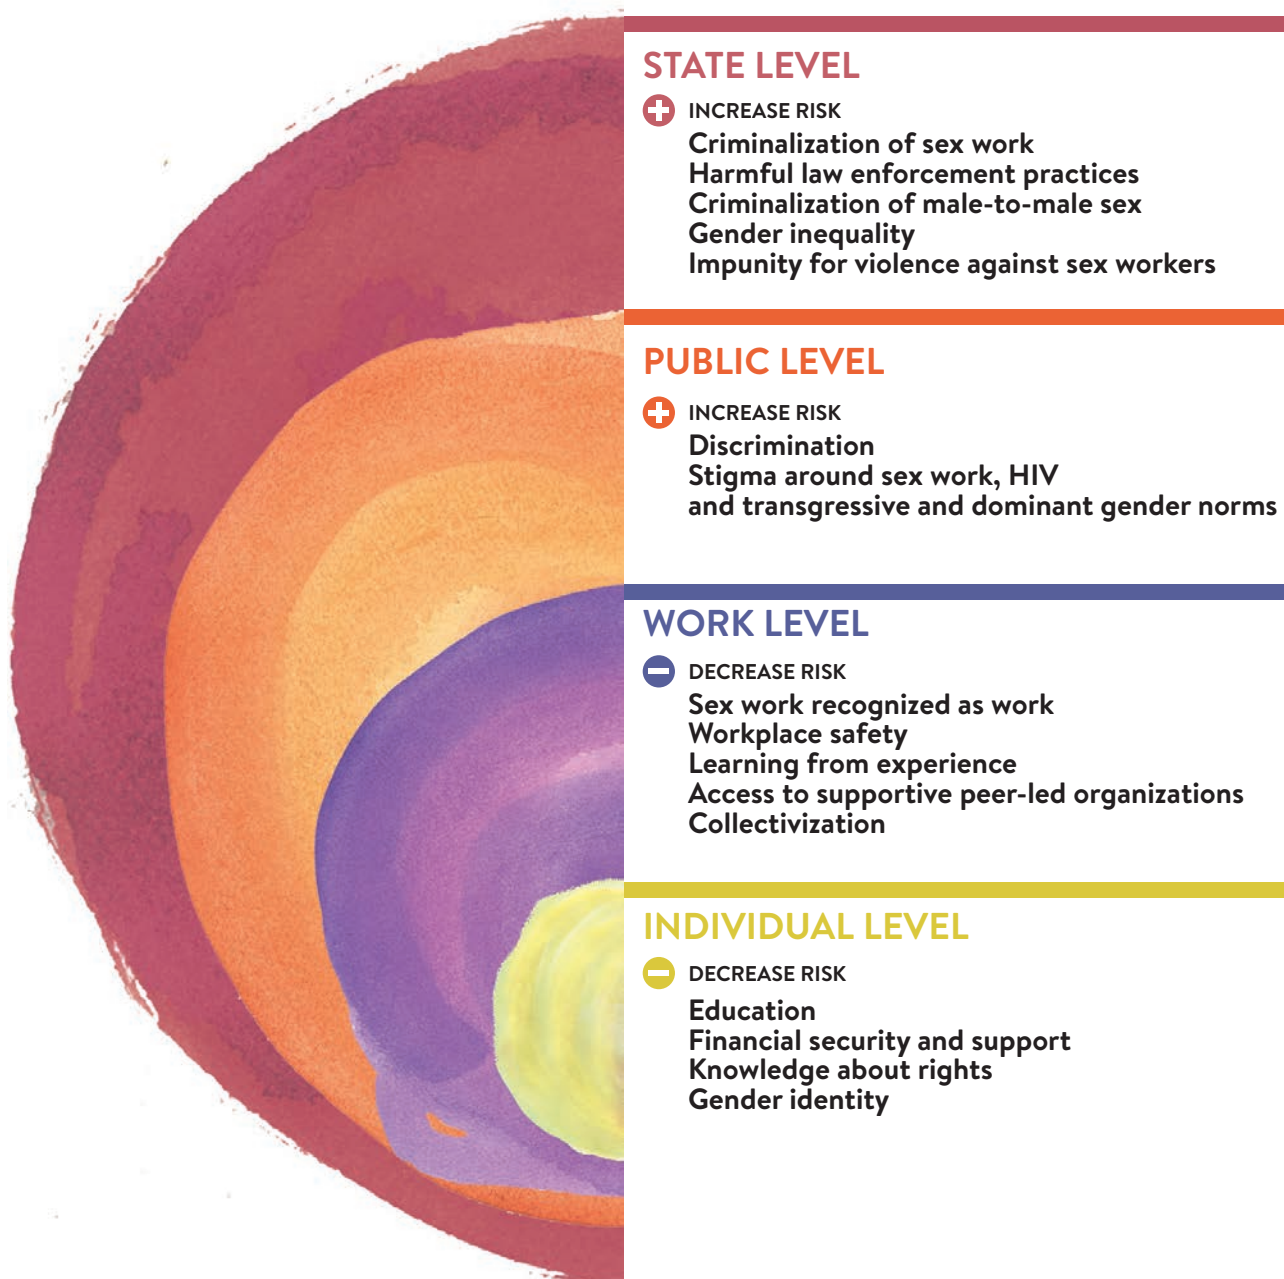 STATE LEVEL
INCREASE RISK
Criminalization of sex work
Harmful law enforcement practices
Criminalization of male-to-male sex
Gender inequality
Impunity for violence against sex workers
PUBLIC LEVEL
INCREASE RISK
Discrimination
Stigma around sex work, HIV
and transgressive and dominant gender norms
WORK LEVEL
DECREASE RISK
Sex work recognized as work
Workplace safety
Learning from experience
Access to supportive peer-led organizations
Collectivization
INDIVIDUAL LEVEL
DECREASE RISK
Education
Financial security and support
Knowledge about rights
Gender identity